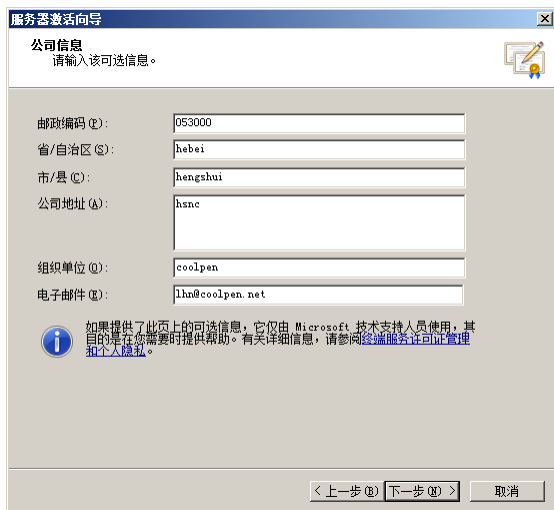 服务器激活向导
公司信息
请输入该可选信息。
邮政编码(P):
053000
省/自治区(S):
hebei
市/县(C):
hengshui
公司地址(A):
hsnc
组织单位(O):
coolpen
电子邮件(E):
lhn@coolpen.net
如果提供了此页上的可选信息，它仅由 Microsoft 技术支持人员使用，其
目的是在您需要时提供帮助。有关详细信息，请参阅终端服务许可证管理
和个人隐私。
< 上一步(B)
下一步(N) >
取消